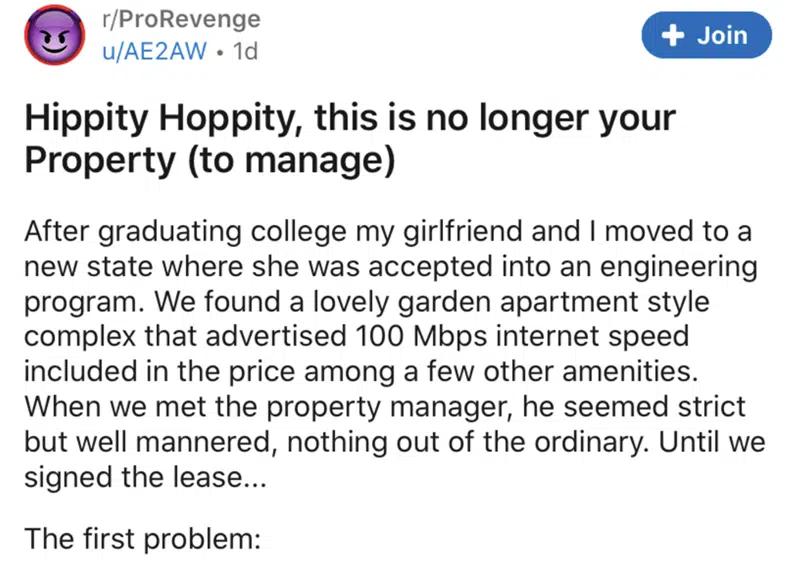 r/ProRevenge
u/AE2AW • 1d
+ Join
Hippity Hoppity, this is no longer your
Property (to manage)
After graduating college my girlfriend and I moved to a
new state where she was accepted into an engineering
program. We found a lovely garden apartment style
complex that advertised 100 Mbps internet speed
included in the price among a few other amenities.
When we met the property manager, he seemed strict
but well mannered, nothing out of the ordinary. Until we
signed the lease...
The first problem: